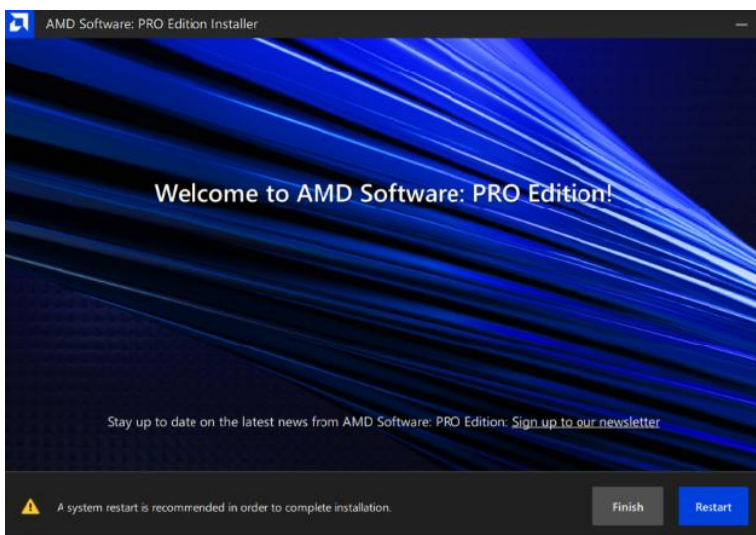 AMD Software: PRO Edition Installer
Welcome to AMD Software: PRO Edition!
Stay up to date on the latest news from AMD Software: PRO Edition: Sign up to our newsletter
A system restart is recommended in order to complete installation.
Finish
Restart